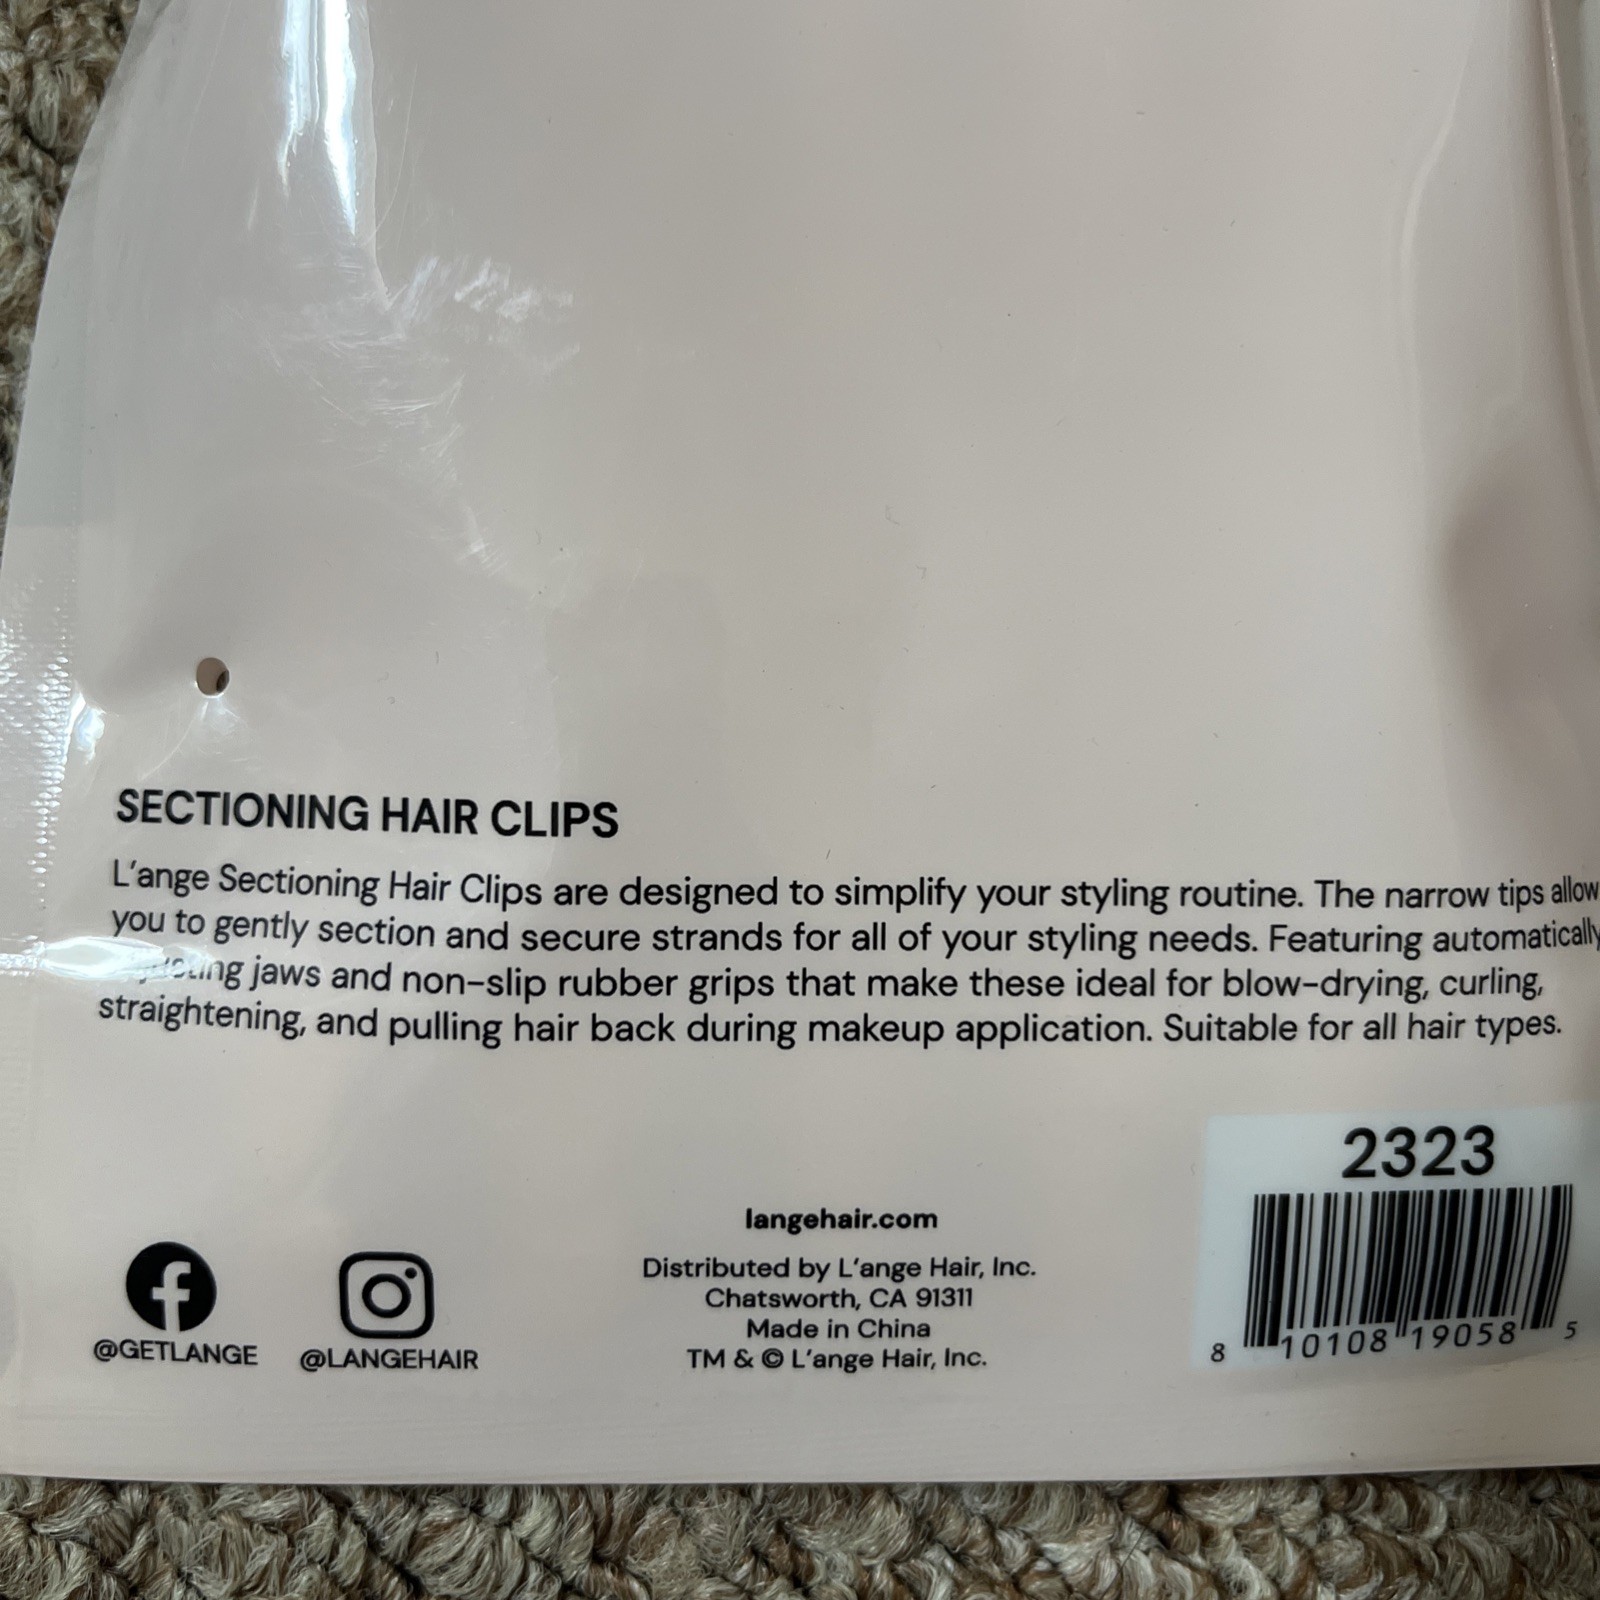 SECTIONING HAIR CLIPS
L'ange Sectioning Hair Clips are designed to simplify your styling routine. The narrow tips allow
you to gently section and secure strands for all of your styling needs. Featuring automatically
jaws and non-slip rubber grips that make these ideal for blow-drying, curling,
straightening, and pulling hair back during makeup application. Suitable for all hair types.
2323
8 10108 19058 5
langehair.com
Distributed by L'ange Hair, Inc.
Chatsworth, CA 91311
Made in China
TM & © L'ange Hair, Inc.
@GETLANGE
@LANGEHAIR